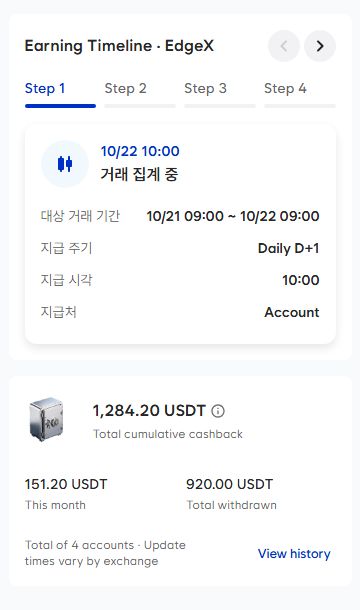 Earning Timeline · EdgeX
Step 1 Step 2 Step 3 Step 4
10/22 10:00
거래 집계 중
대상 거래 기간 10/21 09:00 ~ 10/22 09:00
지급 주기 Daily D+1
지급 시각 10:00
지급처 Account
1,284.20 USDT
Total cumulative cashback
151.20 USDT 920.00 USDT
This month Total withdrawn
Total of 4 accounts · Update
times vary by exchange
View history